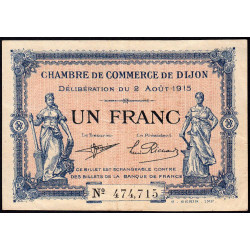 CHAMBRE DE COMMERCE DE DIJON
DÉLIBÉRATION DU 2 AOUT 1915
UN FRANC
Le Trésorier
Le Président
CE BILLET EST ÉCHANGEABLE CONTRE
DES BILLETS DE LA BANQUE DE FRANCE
Nº 474,715